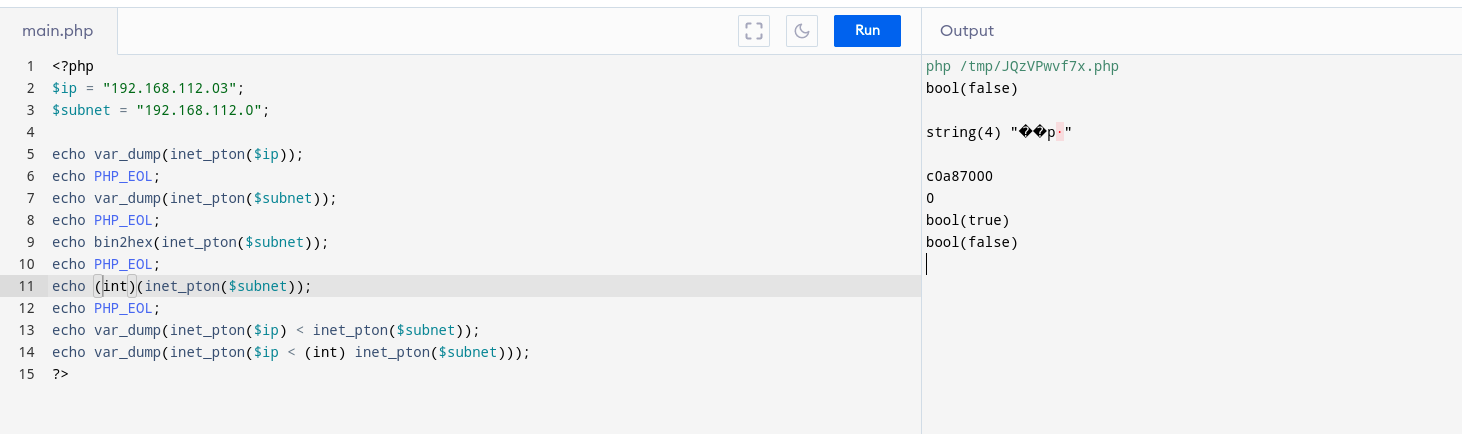 main.php
Run
Output
1 <?php
2 $ip = "192.168.112.03";
3 $subnet = "192.168.112.0";
4
5 echo var_dump(inet_pton($ip));
6 echo PHP_EOL;
7 echo var_dump(inet_pton($subnet));
8 echo PHP_EOL;
9 echo bin2hex(inet_pton($subnet));
10 echo PHP_EOL;
11 echo (int)(inet_pton($subnet));
12 echo PHP_EOL;
13 echo var_dump(inet_pton($ip) < inet_pton($subnet));
14 echo var_dump(inet_pton($ip < (int) inet_pton($subnet)));
15 ?>
php /tmp/JQzVPwvf7x.php
bool(false)
string(4) "��p·"
c0a87000
0
bool(true)
bool(false)